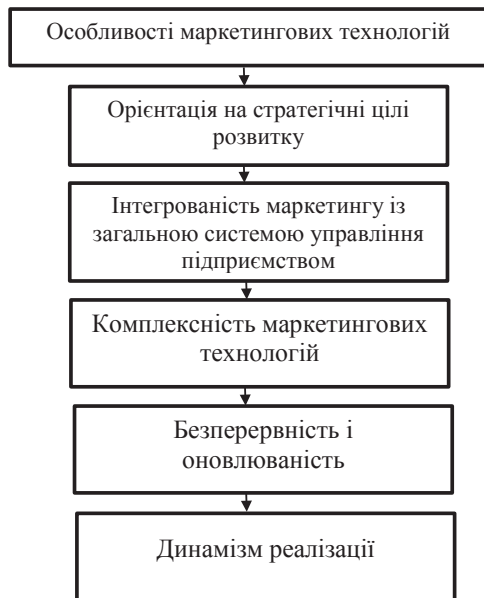 Особливості маркетингових технологій
Орієнтація на стратегічні цілі
розвитку
Інтегрованість маркетингу із
загальною системою управління
підприємством
Комплексність маркетингових
технологій
Безперервність і
оновлюваність
Динамізм реалізації